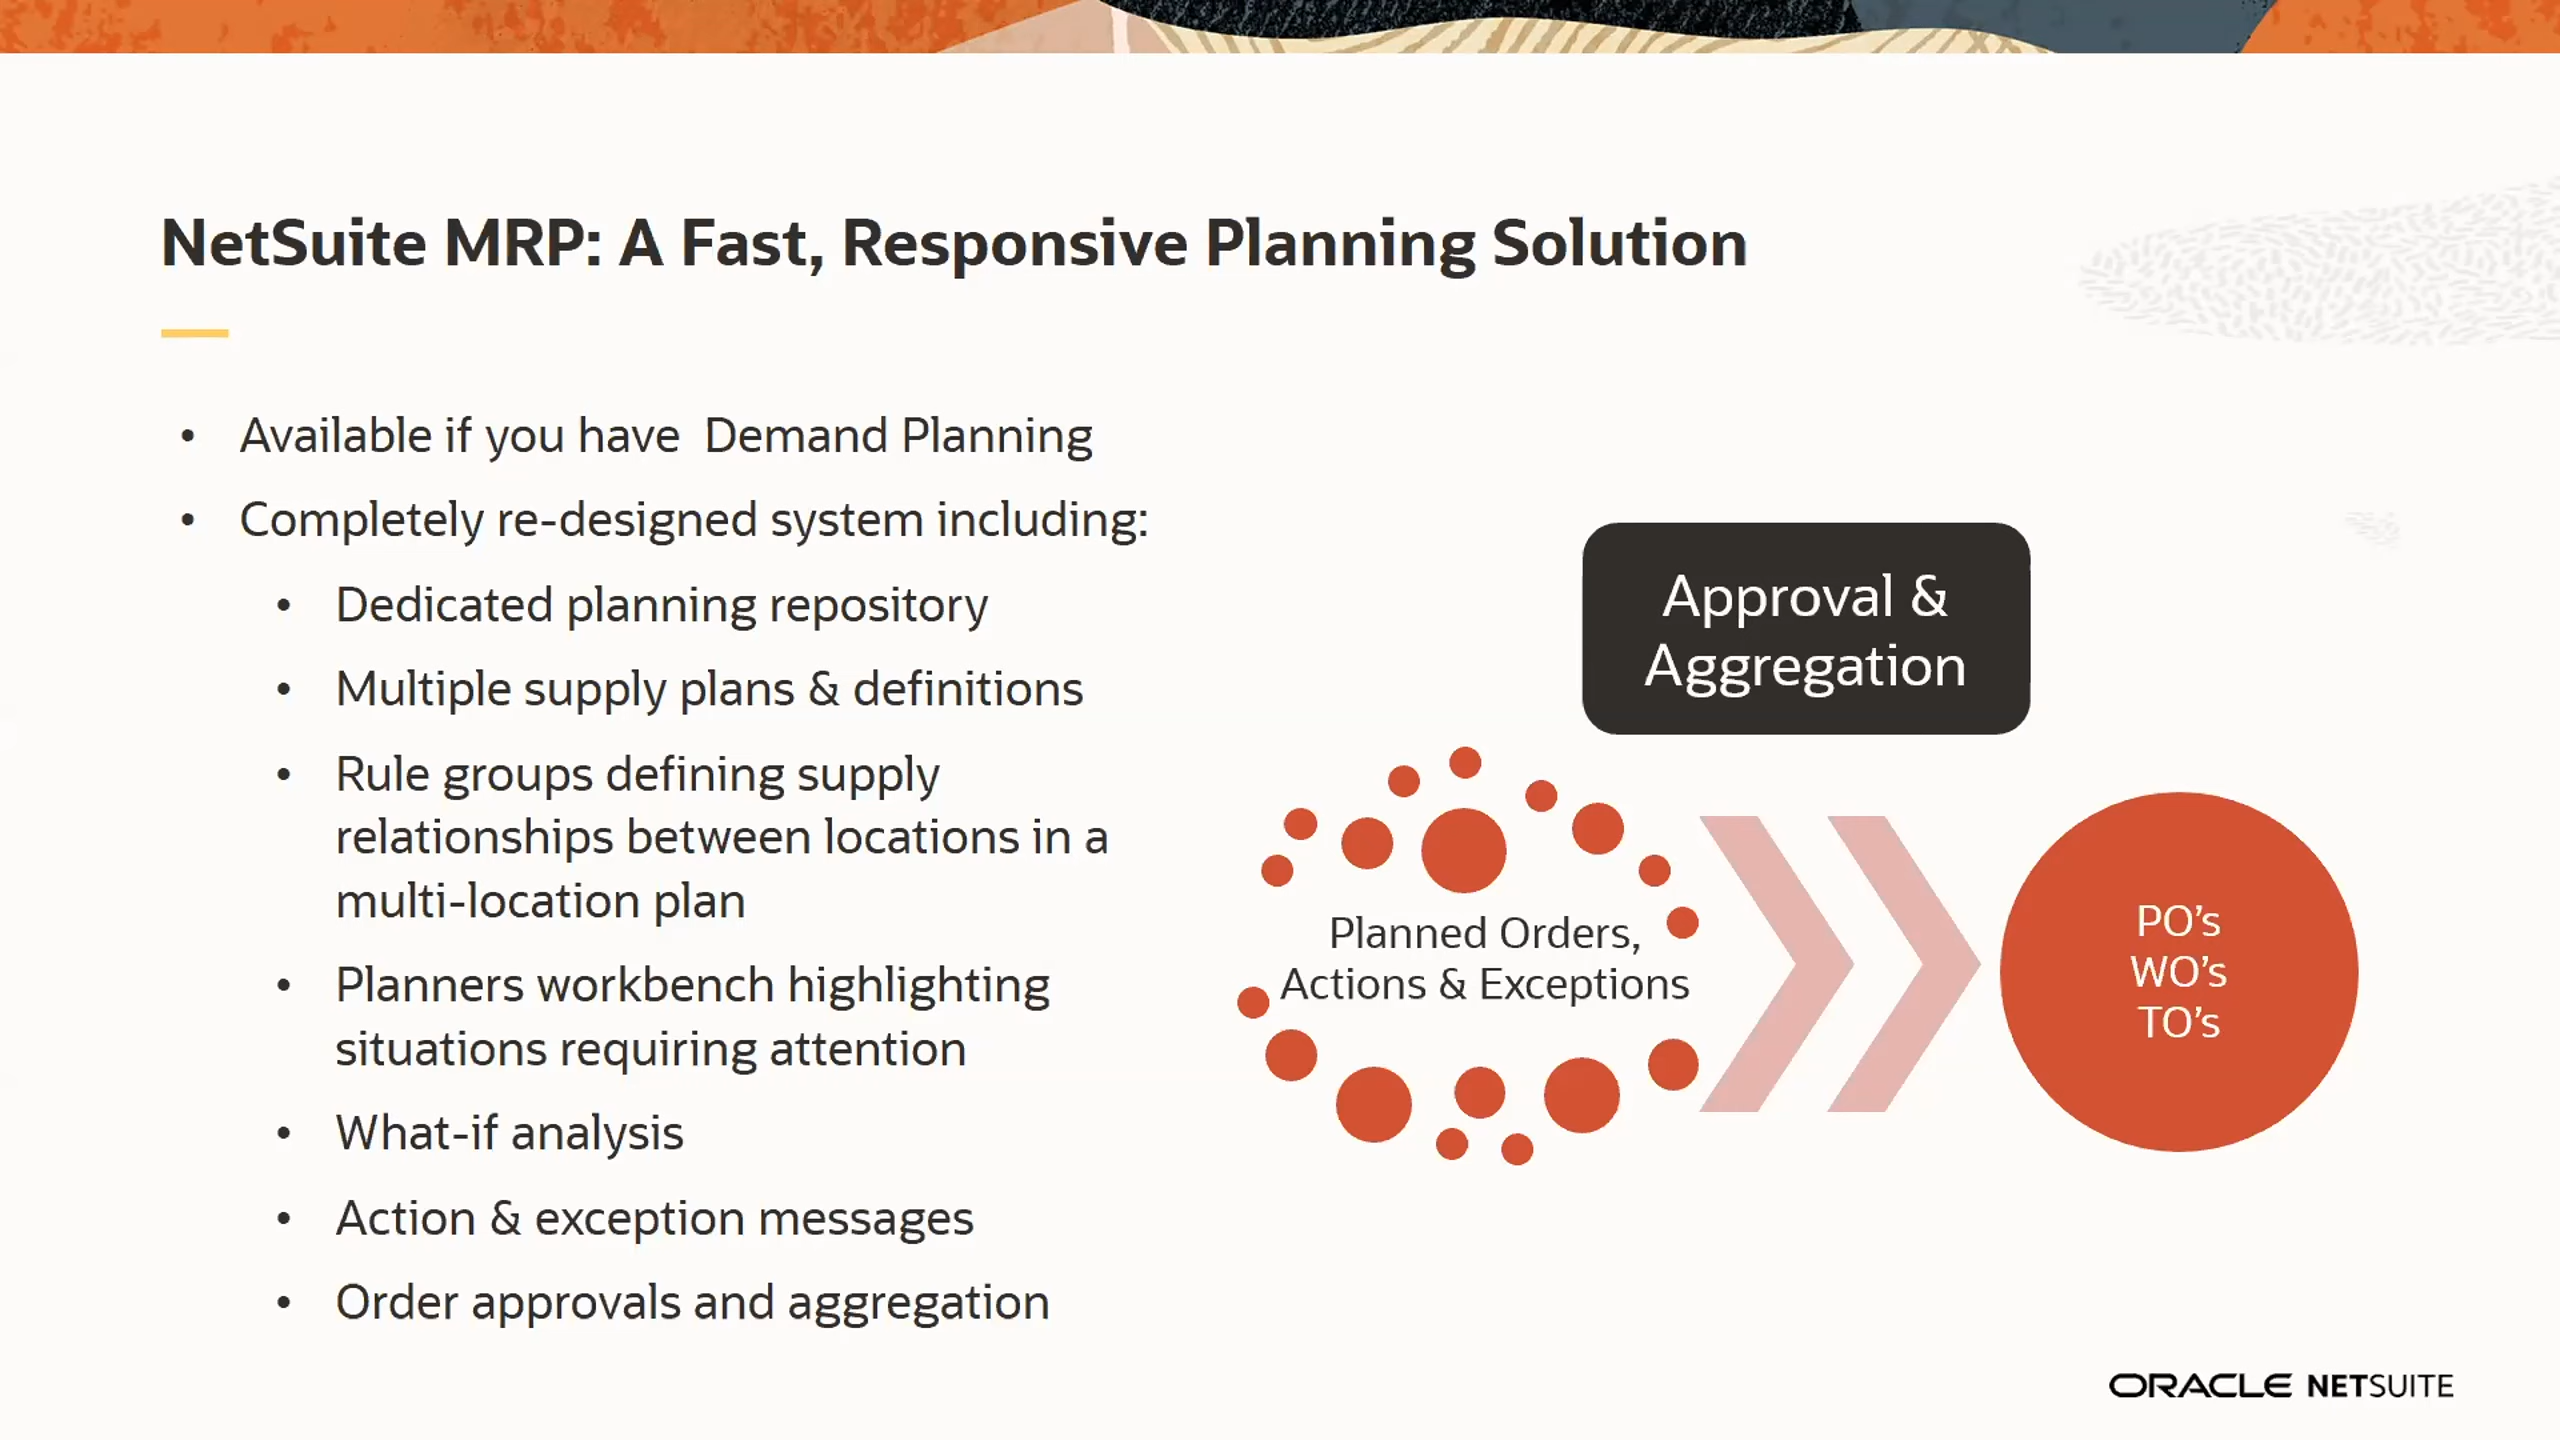 NetSuite MRP: A Fast, Responsive Planning Solution
• Available if you have  Demand Planning
• Completely re-designed system including:
• Dedicated planning repository
• Multiple supply plans & definitions
• Rule groups defining supply
relationships between locations in a
multi-location plan
• Planners workbench highlighting
situations requiring attention
• What-if analysis
• Action & exception messages
• Order approvals and aggregation
Approval &
Aggregation
Planned Orders,
Actions & Exceptions
PO’s
WO’s
TO’s
ORACLE NETSUITE